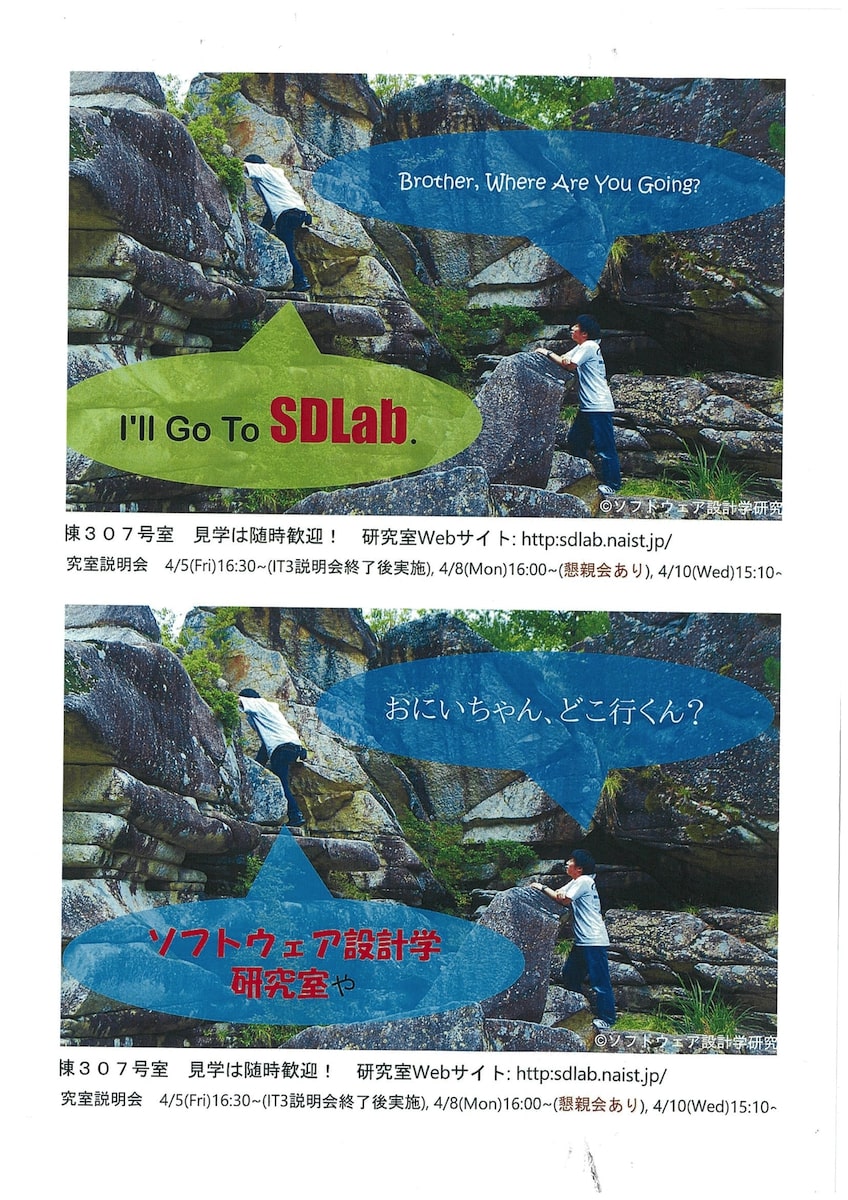 Brother, Where Are You Going?
I'll Go To SDLab.
©ソフトウェア設計学研究
棟３０７号室　見学は随時歓迎！　研究室Webサイト: http:sdlab.naist.jp/
究室説明会　4/5(Fri)16:30~(IT3説明会終了後実施), 4/8(Mon)16:00~(懇親会あり), 4/10(Wed)15:10~
おにいちゃん、どこ行くん？
ソフトウェア設計学
研究室や
©ソフトウェア設計学研究
棟３０７号室　見学は随時歓迎！　研究室Webサイト: http:sdlab.naist.jp/
究室説明会　4/5(Fri)16:30~(IT3説明会終了後実施), 4/8(Mon)16:00~(懇親会あり), 4/10(Wed)15:10~